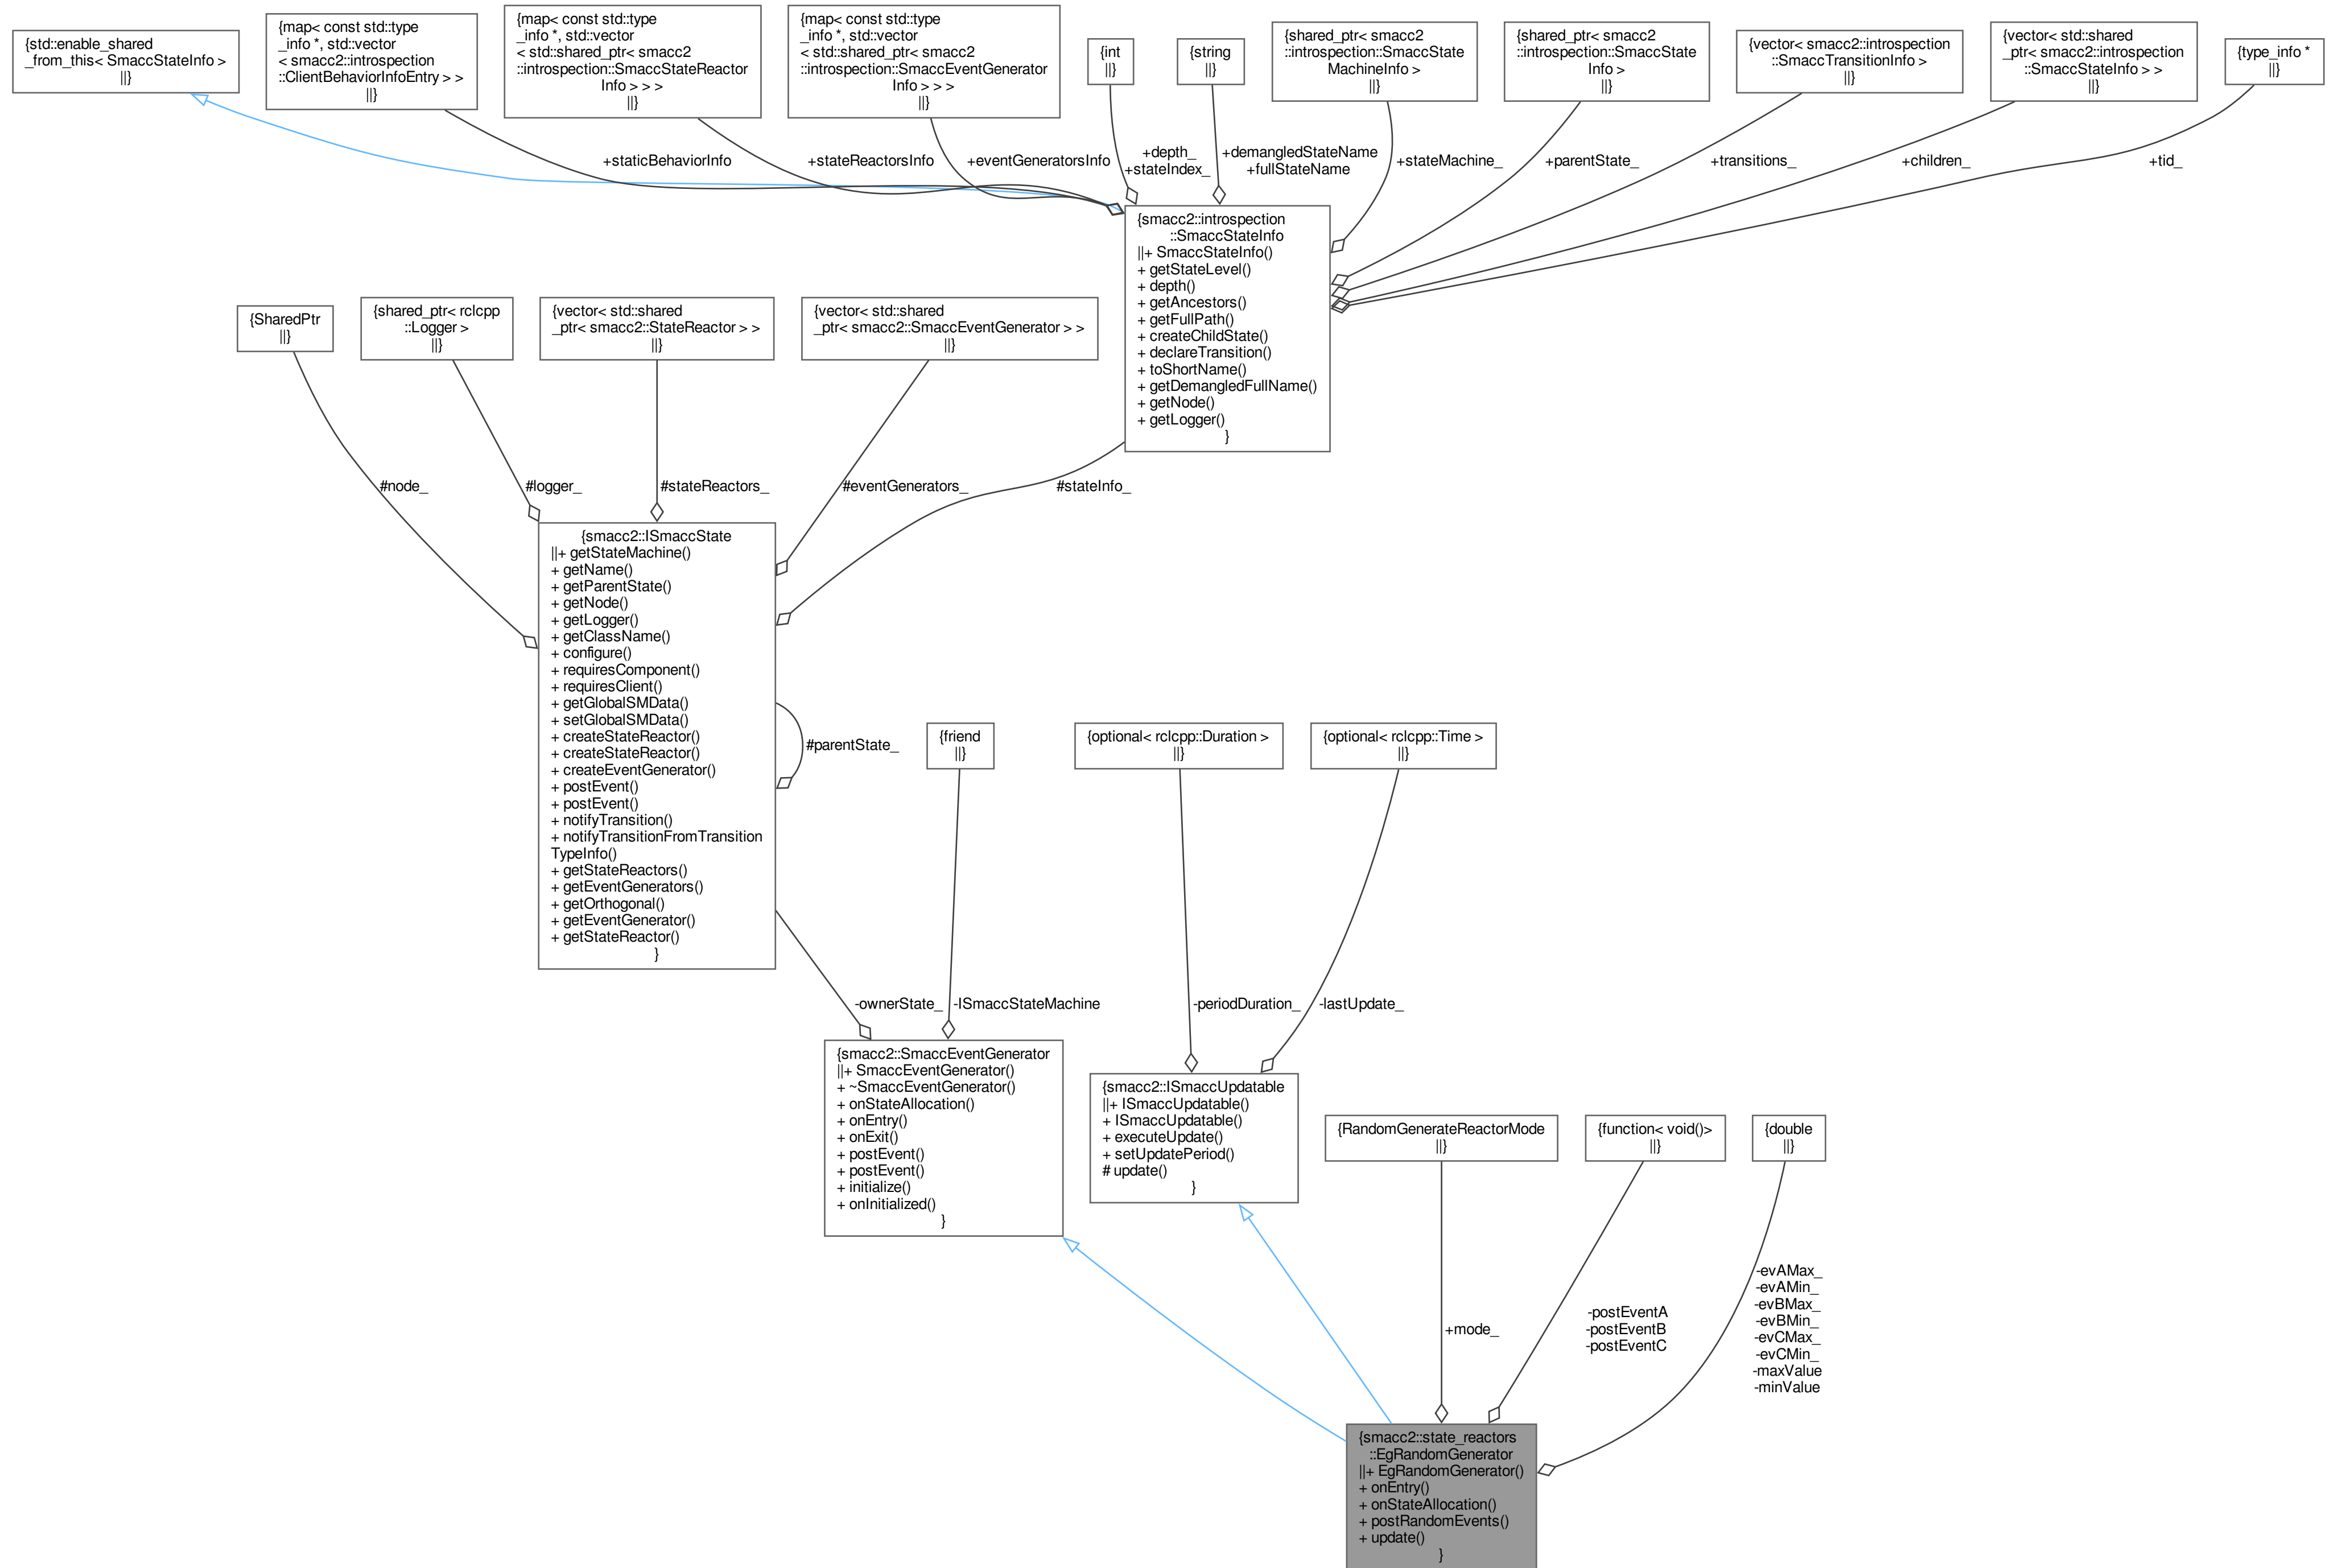 {std::enable_shared
_from_this< SmaccStateInfo >
||}
{map< const std::type
_info *, std::vector
< smacc2::introspection
::ClientBehaviorInfoEntry > >
||}
{map< const std::type
_info *, std::vector
< std::shared_ptr< smacc2
::introspection::SmaccStateReactor
Info > > >
||}
{map< const std::type
_info *, std::vector
< std::shared_ptr< smacc2
::introspection::SmaccEventGenerator
Info > > >
||}
{int
||}
{string
||}
{shared_ptr< smacc2
::introspection::SmaccState
MachineInfo >
||}
{shared_ptr< smacc2
::introspection::SmaccState
Info >
||}
{vector< smacc2::introspection
::SmaccTransitionInfo >
||}
{vector< std::shared
_ptr< smacc2::introspection
::SmaccStateInfo > >
||}
{type_info *
||}
+staticBehaviorInfo
+stateReactorsInfo
+eventGeneratorsInfo
+depth_
+stateIndex_
+demangledStateName
+fullStateName
+stateMachine_
+parentState_
+transitions_
+children_
+tid_
{smacc2::introspection
::SmaccStateInfo
||+ SmaccStateInfo()
+ getStateLevel()
+ depth()
+ getAncestors()
+ getFullPath()
+ createChildState()
+ declareTransition()
+ toShortName()
+ getDemangledFullName()
+ getNode()
+ getLogger()
}
{SharedPtr
||}
{shared_ptr< rclcpp
::Logger >
||}
{vector< std::shared
_ptr< smacc2::StateReactor > >
||}
{vector< std::shared
_ptr< smacc2::SmaccEventGenerator > >
||}
#node_
#logger_
#stateReactors_
#eventGenerators_
#stateInfo_
{smacc2::ISmaccState
||+ getStateMachine()
+ getName()
+ getParentState()
+ getNode()
+ getLogger()
+ getClassName()
+ configure()
+ requiresComponent()
+ requiresClient()
+ getGlobalSMData()
+ setGlobalSMData()
+ createStateReactor()
+ createStateReactor()
+ createEventGenerator()
+ postEvent()
+ postEvent()
+ notifyTransition()
+ notifyTransitionFromTransition
TypeInfo()
+ getStateReactors()
+ getEventGenerators()
+ getOrthogonal()
+ getEventGenerator()
+ getStateReactor()
}
#parentState_
{friend
||}
{optional< rclcpp::Duration >
||}
{optional< rclcpp::Time >
||}
-ownerState_
-ISmaccStateMachine
-periodDuration_
-lastUpdate_
{smacc2::SmaccEventGenerator
||+ SmaccEventGenerator()
+ ~SmaccEventGenerator()
+ onStateAllocation()
+ onEntry()
+ onExit()
+ postEvent()
+ postEvent()
+ initialize()
+ onInitialized()
}
{smacc2::ISmaccUpdatable
||+ ISmaccUpdatable()
+ ISmaccUpdatable()
+ executeUpdate()
+ setUpdatePeriod()
# update()
}
{RandomGenerateReactorMode
||}
{function< void()>
||}
{double
||}
+mode_
-postEventA
-postEventB
-postEventC
-evAMax_
-evAMin_
-evBMax_
-evBMin_
-evCMax_
-evCMin_
-maxValue
-minValue
{smacc2::state_reactors
::EgRandomGenerator
||+ EgRandomGenerator()
+ onEntry()
+ onStateAllocation()
+ postRandomEvents()
+ update()
}